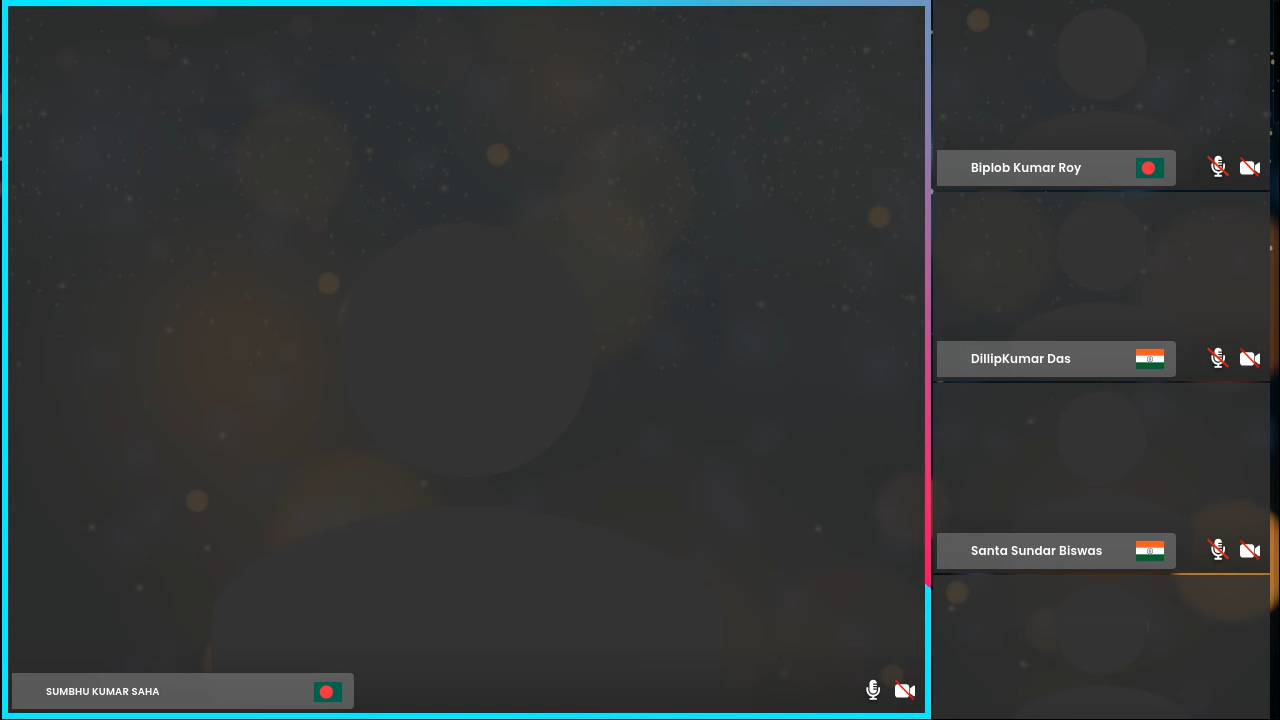 Biplob Kumar Roy
DillipKumar Das
Santa Sundar Biswas
SUMBHU KUMAR SAHA